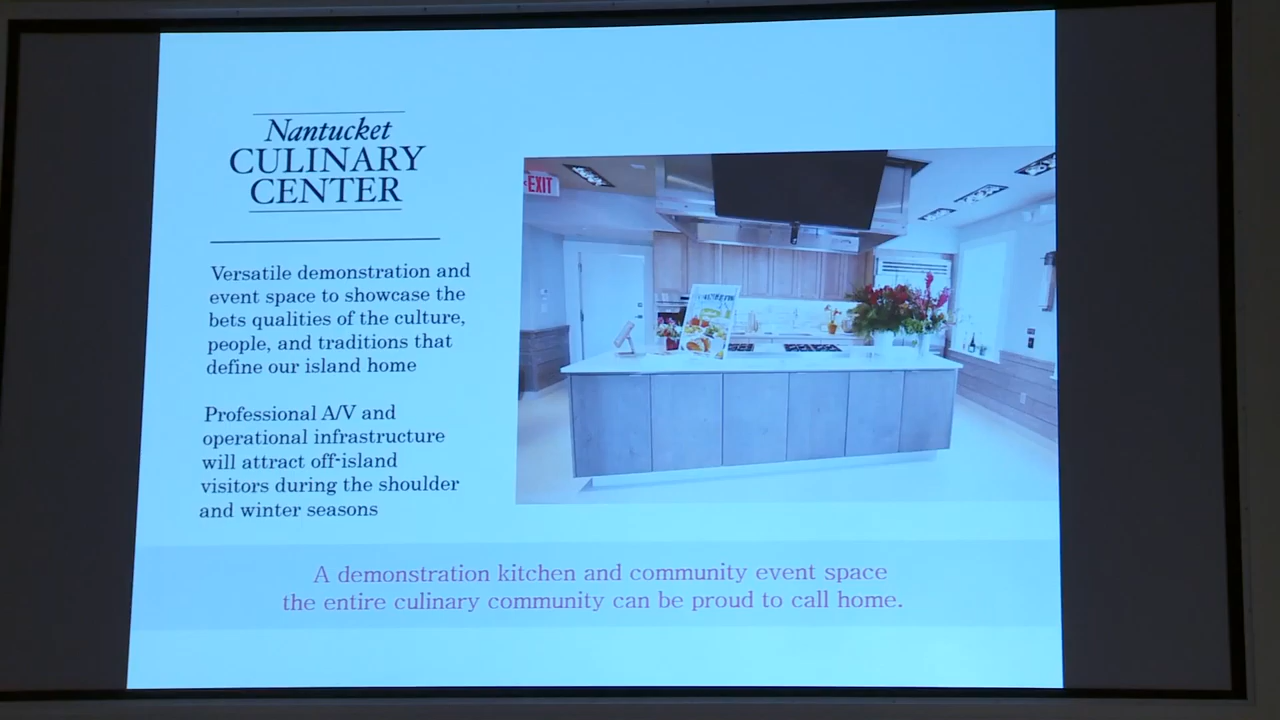 Nantucket
CULINARY
CENTER
Versatile demonstration and
event space to showcase the
bets qualities of the culture,
people, and traditions that
define our island home
Professional A/V and
operational infrastructure
will attract off-island
visitors during the shoulder
and winter seasons
EXIT
A demonstration kitchen and community event space
the entire culinary community can be proud to call home.